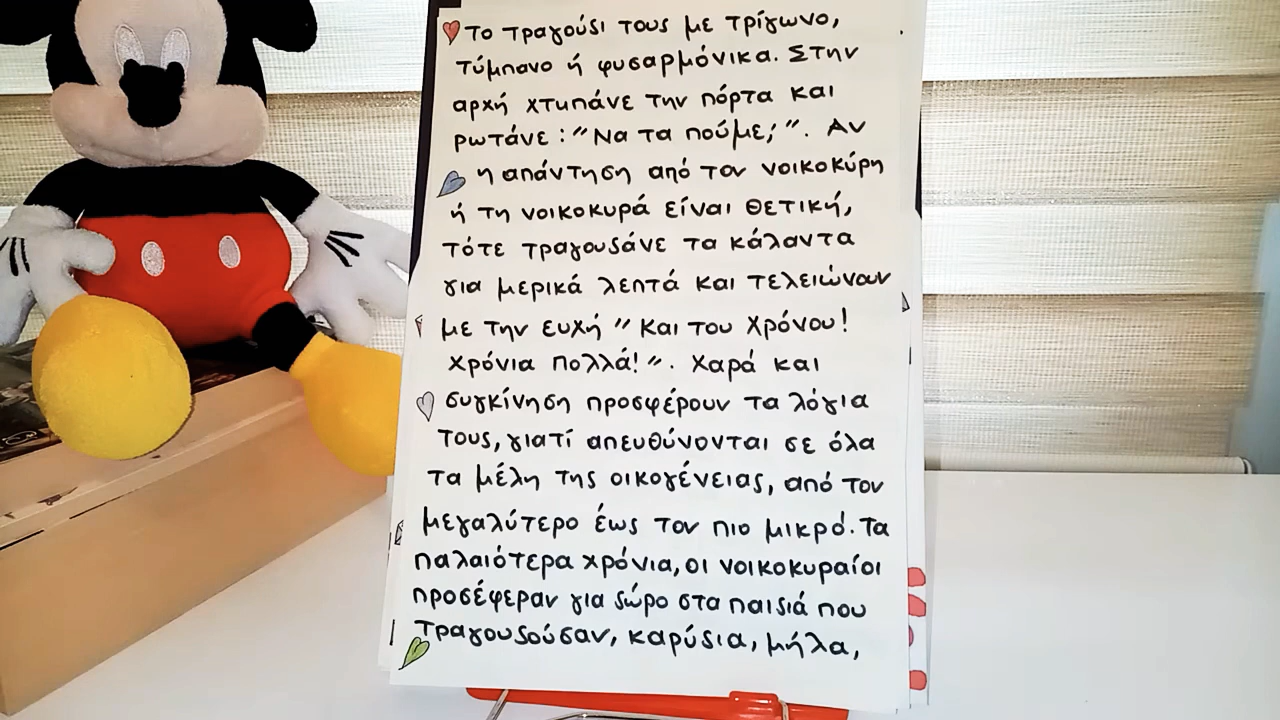 το τραγούδι τους με τρίγωνο,
τύμπανο ή φυσαρμόνικα. Στην
αρχή χτυπάνε την πόρτα και
ρωτάνε: "Να τα πούμε;". Αν
η απάντηση από τον νοικοκύρη
ή τη νοικοκυρά είναι θετική,
τότε τραγουδάνε τα κάλαντα
για μερικά λεπτά και τελειώνουν
με την ευχή "Και του Χρόνου!
Χρόνια Πολλά!". Χαρά και
συγκίνηση προσφέρουν τα λόγια
τους, γιατί απευθύνονται σε όλα
τα μέλη της οικογένειας, από τον
μεγαλύτερο έως τον πιο μικρό. Τα
παλαιότερα χρόνια, οι νοικοκυραίοι
προσέφεραν για δώρο στα παιδιά που
τραγουδούσαν, καρύδια, μήλα,